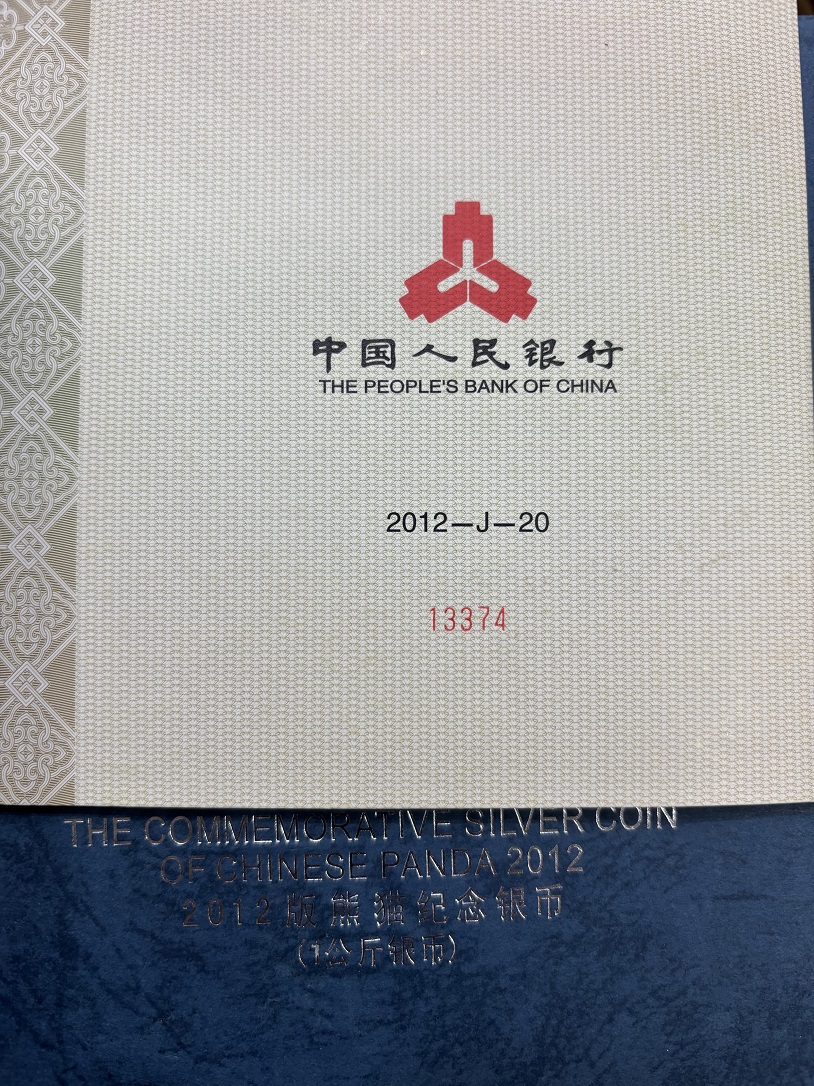 中国人民银行
THE PEOPLE'S BANK OF CHINA
2012—J—20
13374
THE COMMEMORATIVE SILVER COIN
OF CHINESE PANDA 2012
2012版熊猫纪念银币
(1公斤银币)